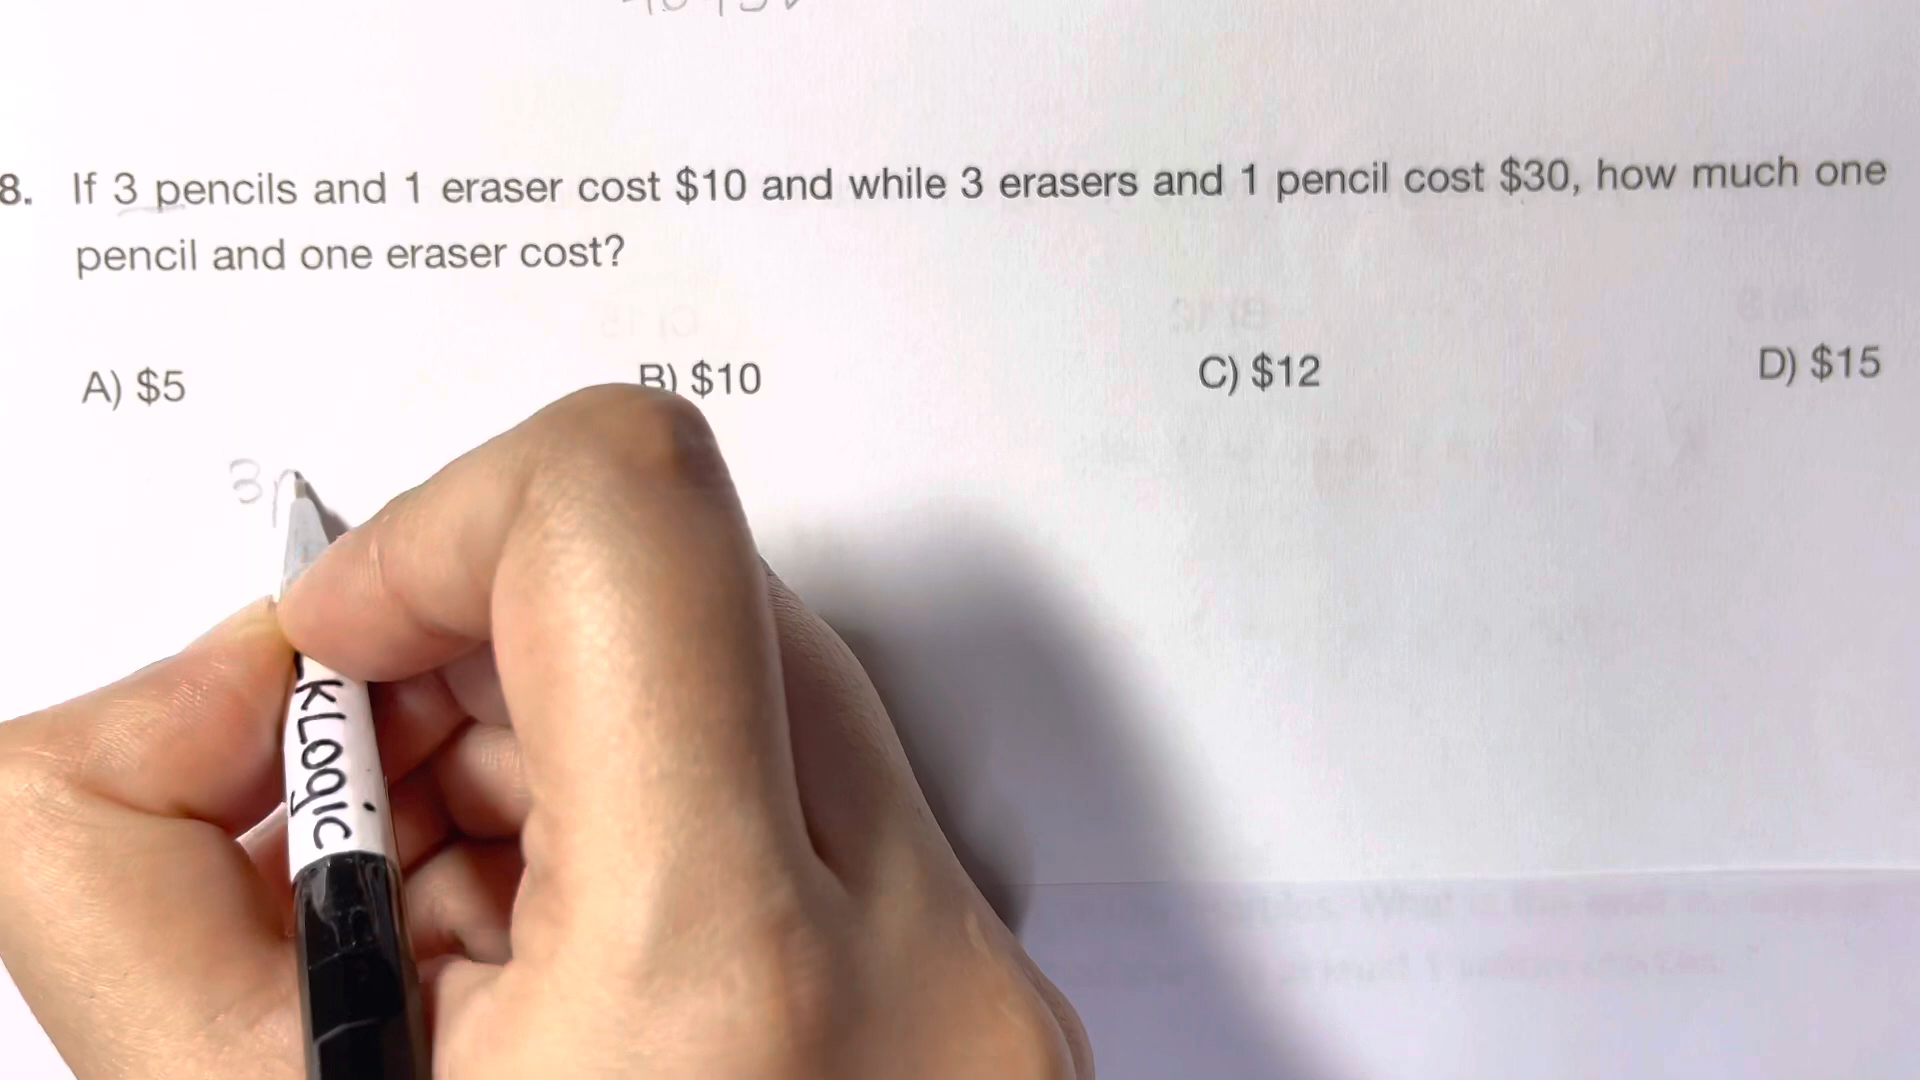 8. If 3 pencils and 1 eraser cost $10 and while 3 erasers and 1 pencil cost $30, how much one
pencil and one eraser cost?
A) $5 B) $10 C) $12 D) $15
3p
kLogic